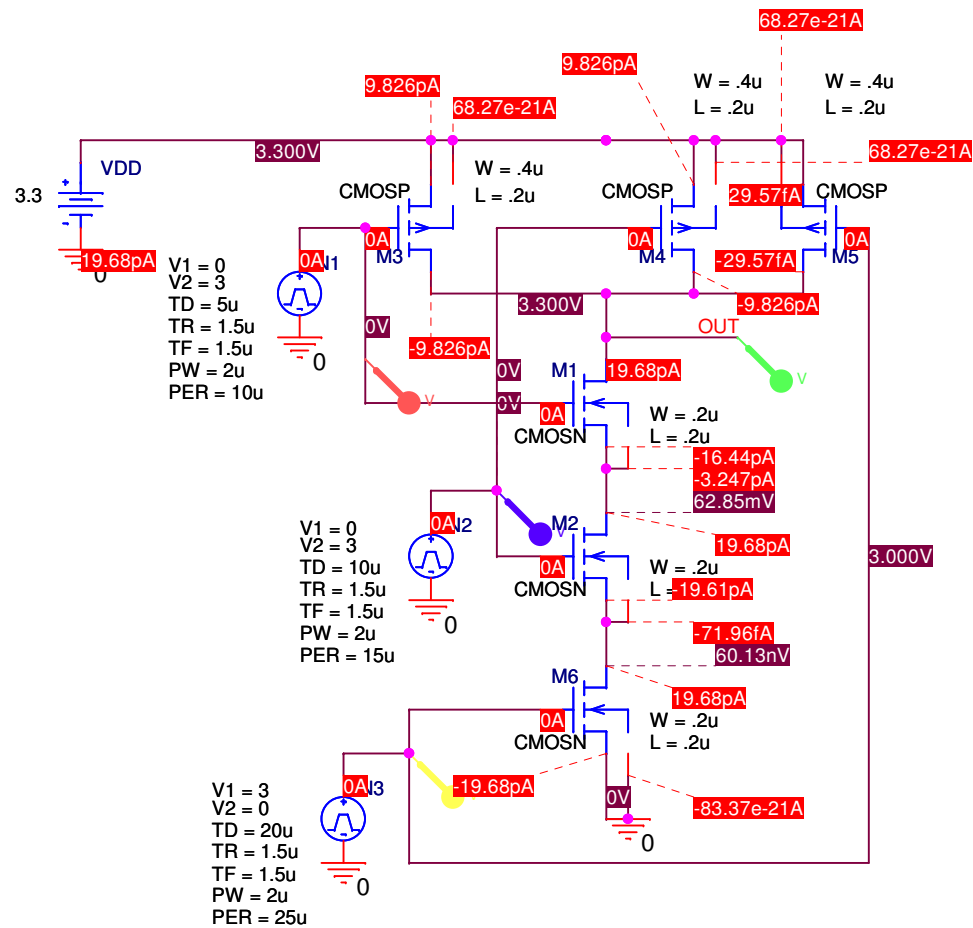 68.27e-21A
9.826pA
9.826pA
68.27e-21A
W = .4u
L = .2u
W = .4u
L = .2u
3.300V
68.27e-21A
VDD
3.3
W = .4u
L = .2u
CMOSP
CMOSP
29.57fA
CMOSP
0A
M3
0A
M4
0A
M5
19.68pA
0
0A
N1
-29.57fA
V1 = 0
V2 = 3
TD = 5u
TR = 1.5u
TF = 1.5u
PW = 2u
PER = 10u
3.300V
-9.826pA
0V
OUT
-9.826pA
0
0V
M1
19.68pA
V
V
0V
0A
CMOSN
W = .2u
L = .2u
-16.44pA
-3.247pA
62.85mV
0A
N2
M2
V
19.68pA
V1 = 0
V2 = 3
TD = 10u
TR = 1.5u
TF = 1.5u
PW = 2u
PER = 15u
0A
CMOSN
W = .2u
L =
-19.61pA
3.000V
0
-71.96fA
60.13nV
M6
19.68pA
0A
CMOSN
W = .2u
L = .2u
0A
N3
-19.68pA
0V
-83.37e-21A
V1 = 3
V2 = 0
TD = 20u
TR = 1.5u
TF = 1.5u
PW = 2u
PER = 25u
0
0